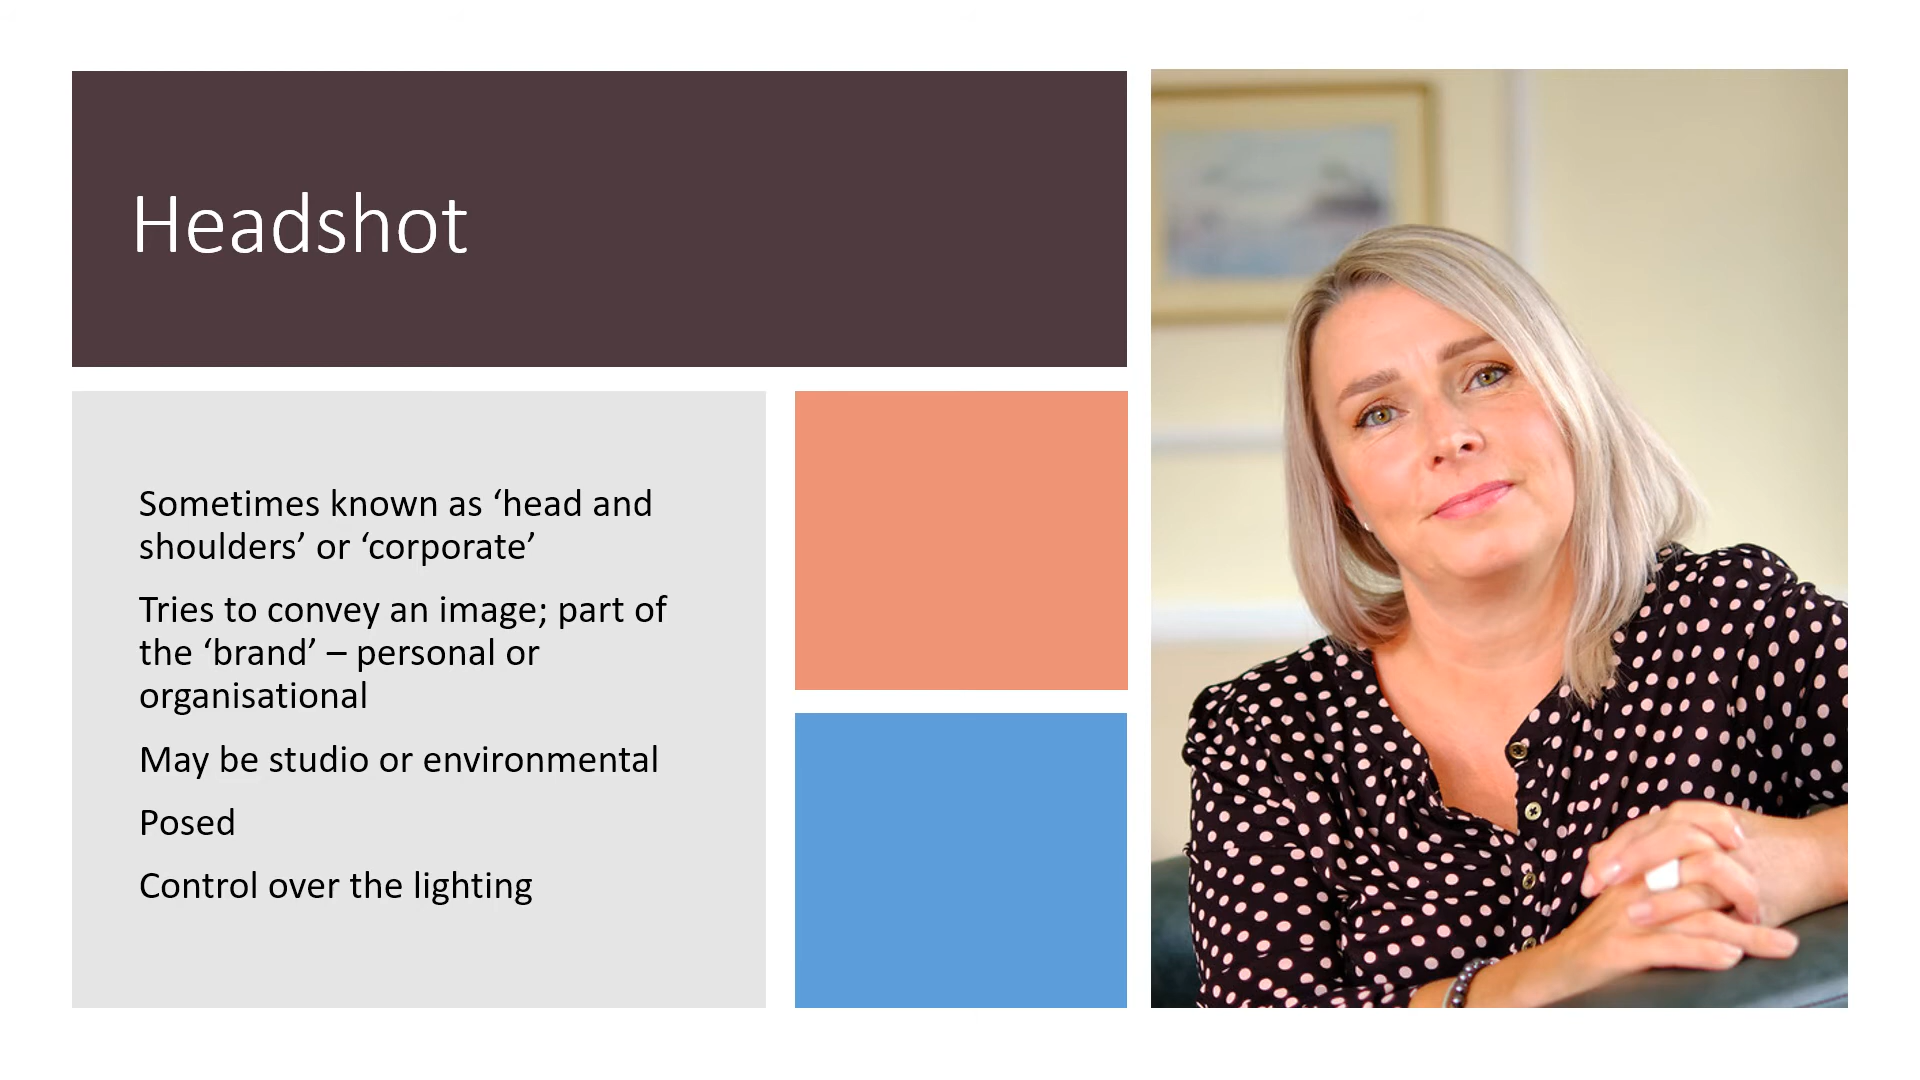 Headshot
Sometimes known as ‘head and
shoulders’ or ‘corporate’
Tries to convey an image; part of
the ‘brand’ – personal or
organisational
May be studio or environmental
Posed
Control over the lighting